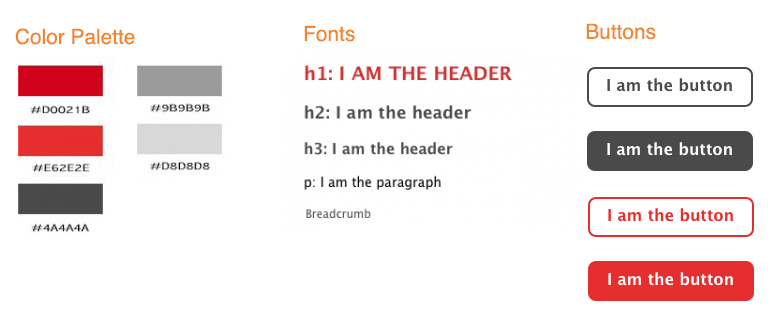 Color Palette
#D0021B
#9B9B9B
#E62E2E
#D8D8D8
#4A4A4A
Fonts
h1: I AM THE HEADER
h2: I am the header
h3: I am the header
p: I am the paragraph
Breadcrumb
Buttons
I am the button
I am the button
I am the button
I am the button